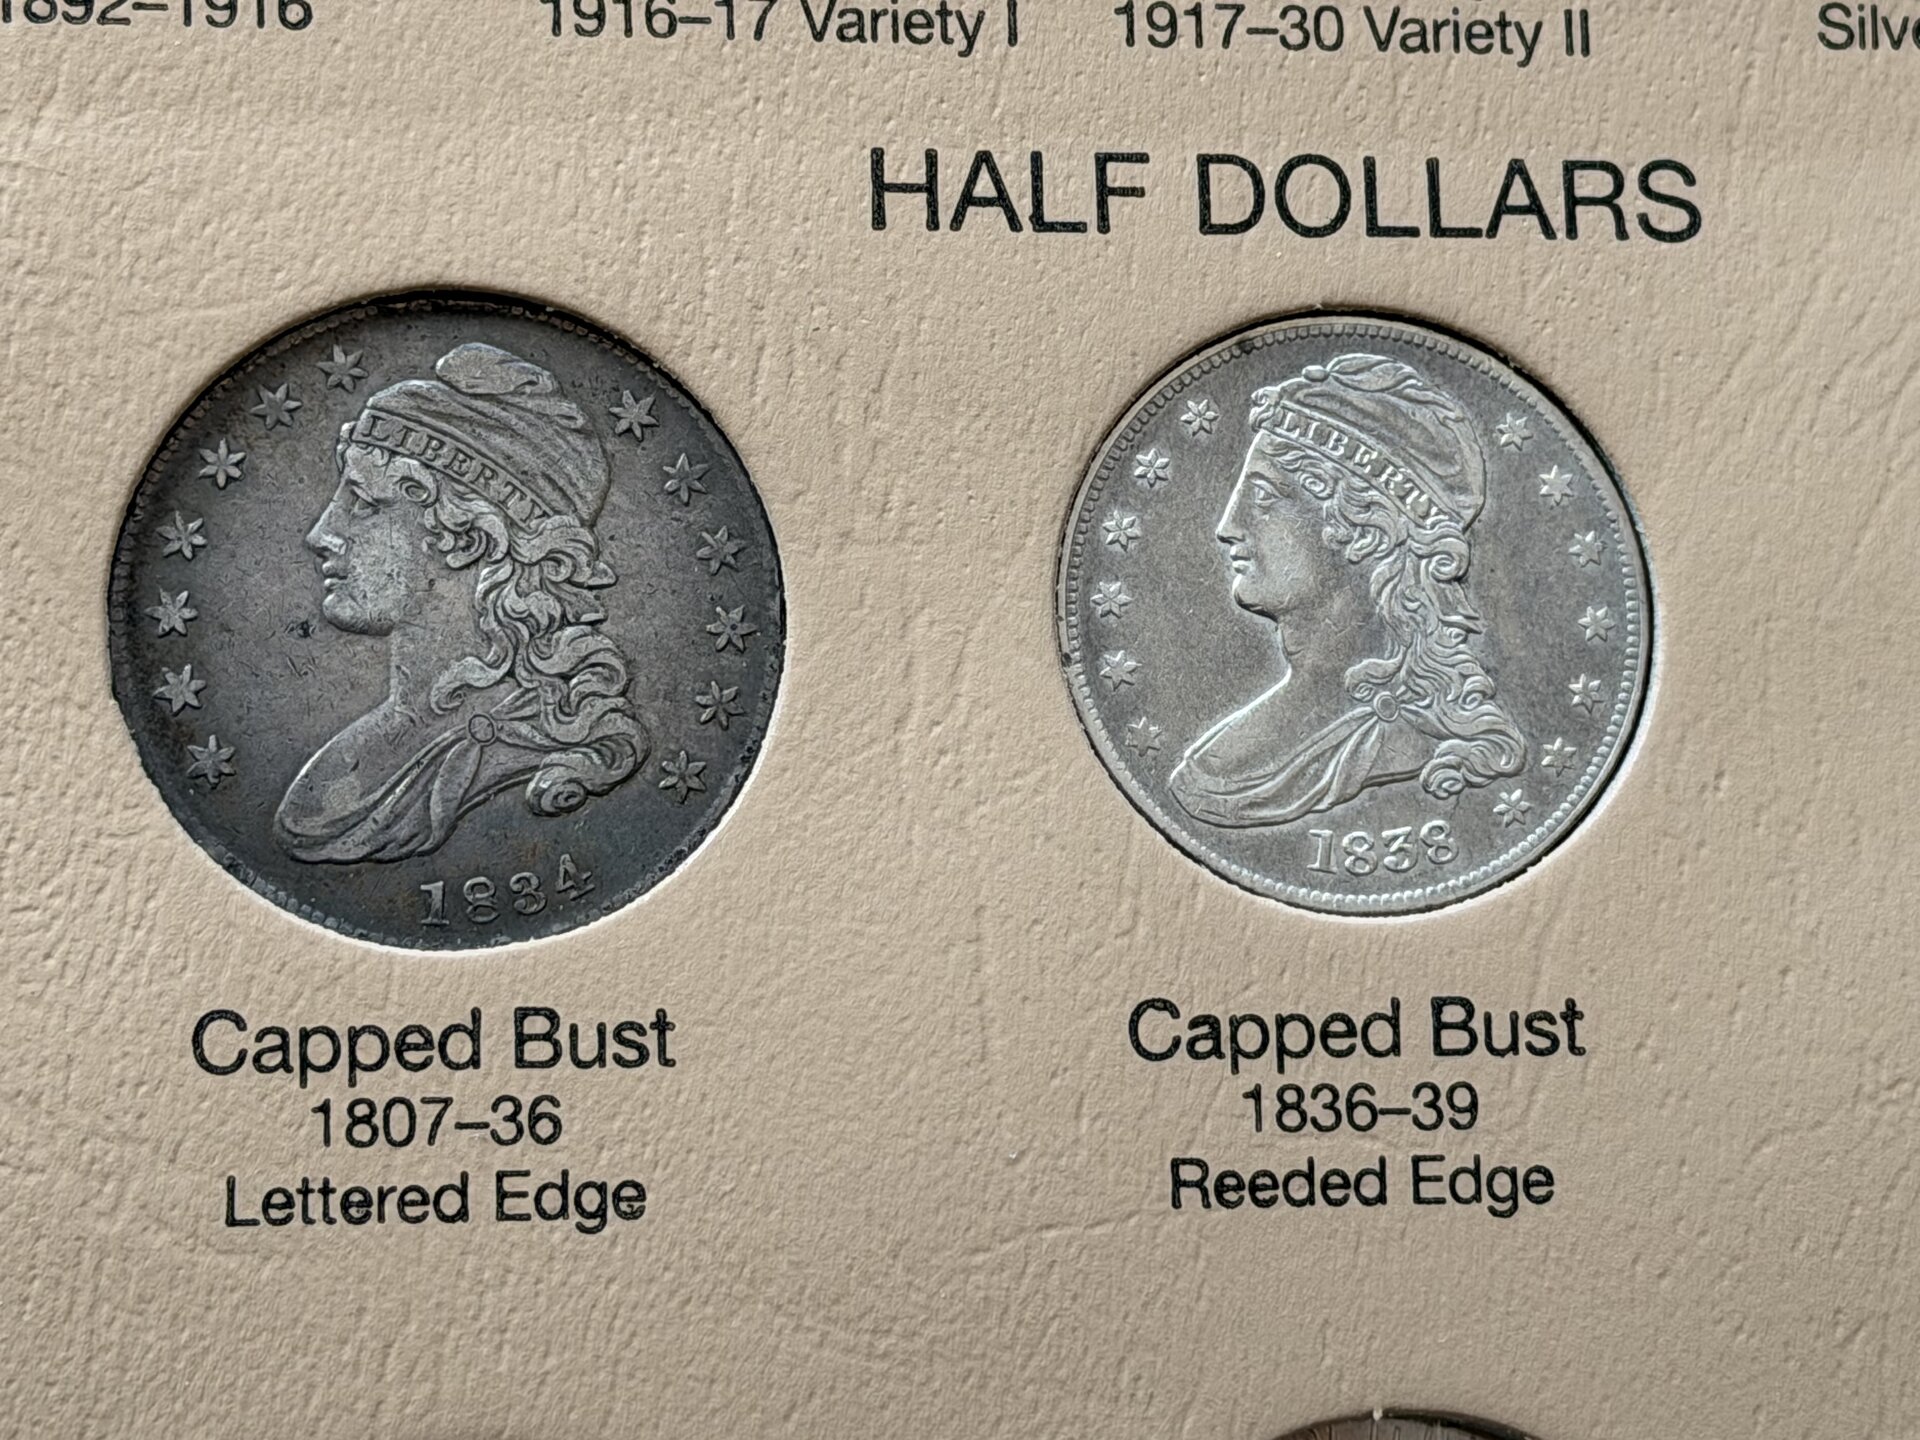 1892–1916
1916–17 Variety I
1917–30 Variety II
HALF DOLLARS
LIBERTY
1834
LIBERTY
1838
Capped Bust
1807–36
Lettered Edge
Capped Bust
1836–39
Reeded Edge